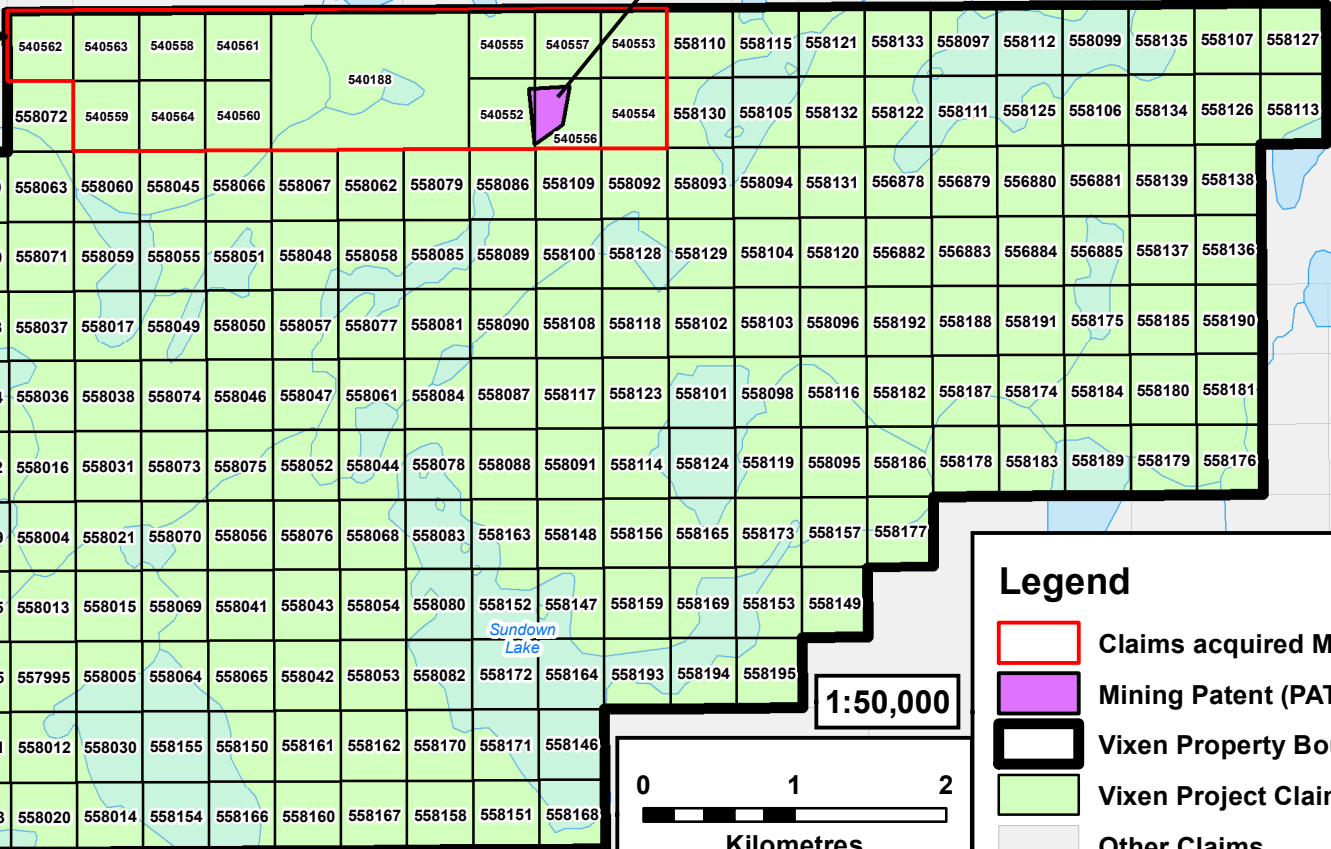 540562 540563 540558 540561 540555 540557 540553 558110 558115 558121 558133 558097 558112 558099 558135 558107 558127
540188
558072 540559 540564 540560 540552 540556 540554 558130 558105 558132 558122 558111 558125 558106 558134 558126 558113
558063 558060 558045 558066 558067 558062 558079 558086 558109 558092 558093 558094 558131 556878 556879 556880 556881 558139 558138
558071 558059 558055 558051 558048 558058 558085 558089 558100 558128 558129 558104 558120 556882 556883 556884 556885 558137 558136
558037 558017 558049 558050 558057 558077 558081 558090 558108 558118 558102 558103 558096 558192 558188 558191 558175 558185 558190
558036 558038 558074 558046 558047 558061 558084 558087 558117 558123 558101 558098 558116 558182 558187 558174 558184 558180 558181
558016 558031 558073 558075 558052 558044 558078 558088 558091 558114 558124 558119 558095 558186 558178 558183 558189 558179 558176
558004 558021 558070 558056 558076 558068 558083 558163 558148 558156 558165 558173 558157 558177
558013 558015 558069 558041 558043 558054 558080 558152 558147 558159 558169 558153 558149
Sundown
Lake
557995 558005 558064 558065 558042 558053 558082 558172 558164 558193 558194 558195
558012 558030 558155 558150 558161 558162 558170 558171 558146
558020 558014 558154 558166 558160 558167 558158 558151 558168
1:50,000
0 1 2
Kilometres
Legend
Claims acquired M
Mining Patent (PAT
Vixen Property Bou
Vixen Project Claim
Other Claims